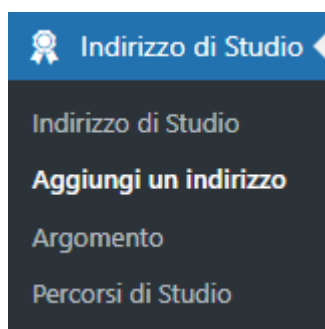 Indirizzo di Studio
Indirizzo di Studio
Aggiungi un indirizzo
Argomento
Percorsi di Studio